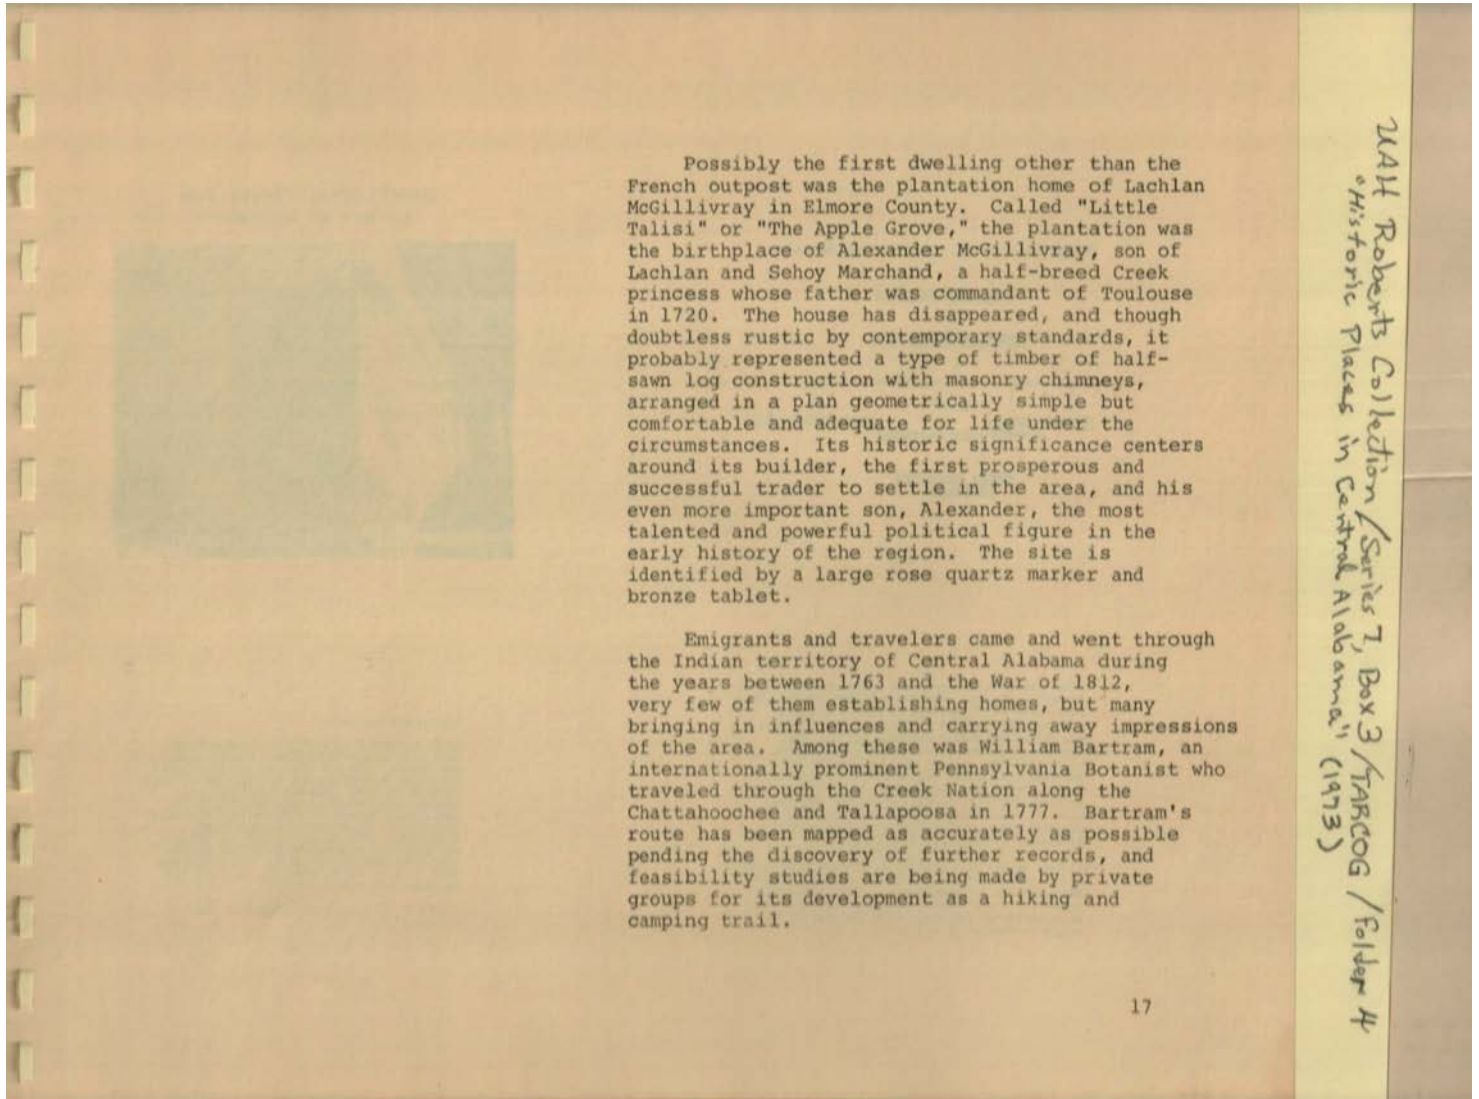 Possibly the first dwelling other than the
French outpost was the plantation home of Lachlan
McGillivray in Elmore County.  Called "Little
Talisi" or "The Apple Grove," the plantation was
the birthplace of Alexander McGillivray, son of
Lachlan and Sehoy Marchand, a half-breed Creek
princess whose father was commandant of Toulouse
in 1720.  The house has disappeared, and though
doubtless rustic by contemporary standards, it
probably represented a type of timber of half-
sawn log construction with masonry chimneys,
arranged in a plan geometrically simple but
comfortable and adequate for life under the
circumstances.  Its historic significance centers
around its builder, the first prosperous and
successful trader to settle in the area, and his
even more important son, Alexander, the most
talented and powerful political figure in the
early history of the region.  The site is
identified by a large rose quartz marker and
bronze tablet.
Emigrants and travelers came and went through
the Indian territory of Central Alabama during
the years between 1763 and the War of 1812,
very few of them establishing homes, but many
bringing in influences and carrying away impressions
of the area.  Among these was William Bartram, an
internationally prominent Pennsylvania Botanist who
traveled through the Creek Nation along the
Chattahoochee and Tallapoosa in 1777.  Bartram's
route has been mapped as accurately as possible
pending the discovery of further records, and
feasibility studies are being made by private
groups for its development as a hiking and
camping trail.
17
UAH Roberts Collection/Series 7, Box 3/TARCOG/Folder 4
"Historic Places in Central Alabama" (1973)